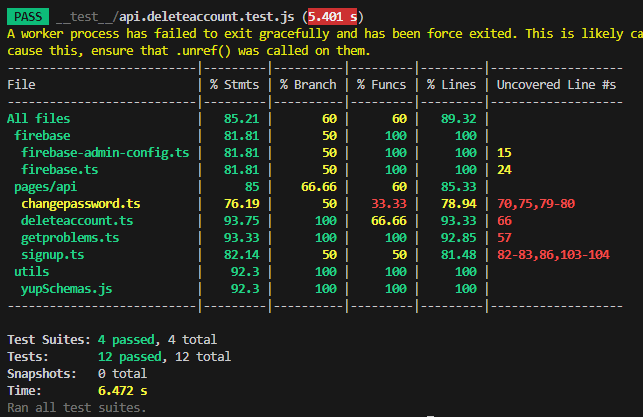 PASS __test__/api.deleteaccount.test.js (5.401 s)
A worker process has failed to exit gracefully and has been force exited. This is likely ca
cause this, ensure that .unref() was called on them.
--------------------------|---------|----------|---------|---------|-------------------
File                      | % Stmts | % Branch | % Funcs | % Lines | Uncovered Line #s
--------------------------|---------|----------|---------|---------|-------------------
All files                 |   85.21 |       60 |      60 |   89.32 |
 firebase                 |   81.81 |       50 |     100 |     100 |
  firebase-admin-config.ts |   81.81 |       50 |     100 |     100 | 15
  firebase.ts             |   81.81 |       50 |     100 |     100 | 24
 pages/api                |      85 |    66.66 |      60 |   85.33 |
  changepassword.ts       |   76.19 |       50 |   33.33 |   78.94 | 70,75,79-80
  deleteaccount.ts        |   93.75 |      100 |   66.66 |   93.33 | 66
  getproblems.ts          |   93.33 |      100 |     100 |   92.85 | 57
  signup.ts               |   82.14 |       50 |      50 |   81.48 | 82-83,86,103-104
 utils                    |    92.3 |      100 |     100 |     100 |
  yupSchemas.js           |    92.3 |      100 |     100 |     100 |
--------------------------|---------|----------|---------|---------|-------------------
Test Suites: 4 passed, 4 total
Tests:       12 passed, 12 total
Snapshots:   0 total
Time:        6.472 s
Ran all test suites.